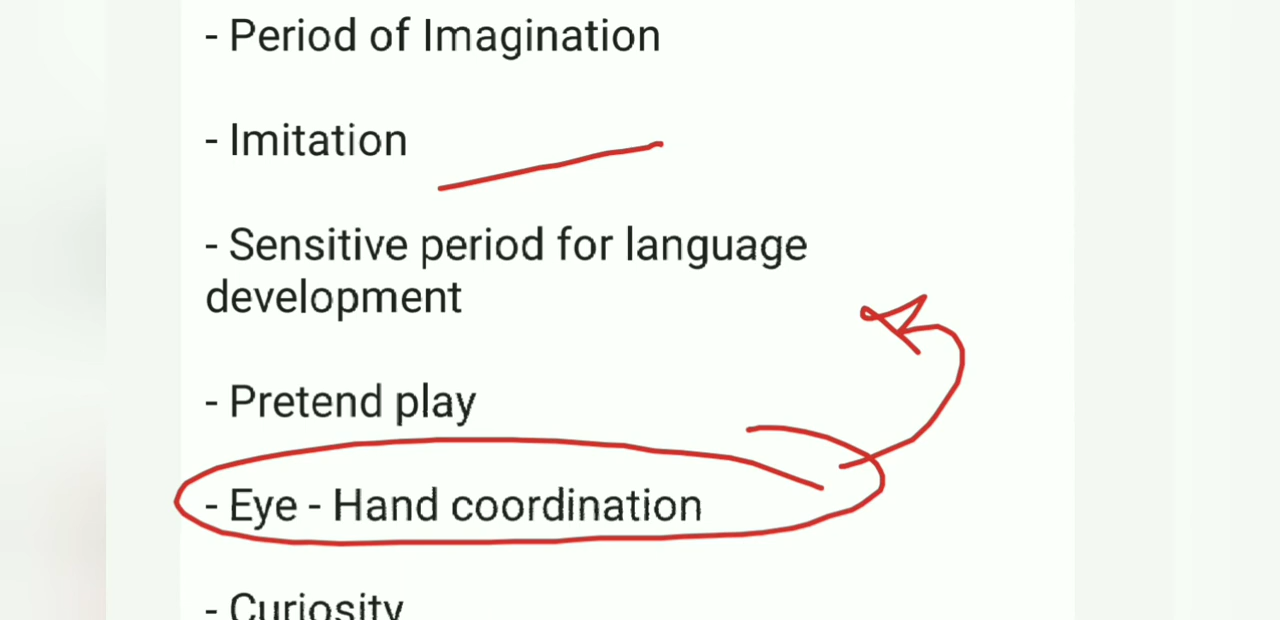 - Period of Imagination
- Imitation
- Sensitive period for language
development
- Pretend play
- Eye - Hand coordination
- Curiosity